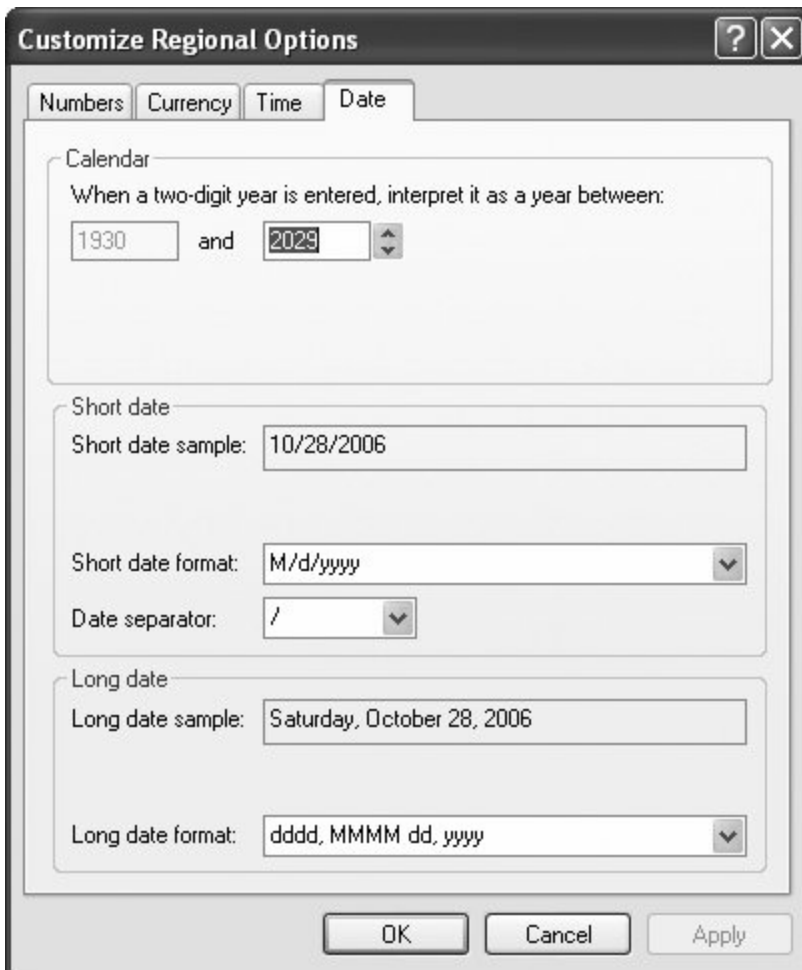 Customize Regional Options
Numbers Currency Time Date
Calendar
When a two-digit year is entered, interpret it as a year between:
1930 and 2029
Short date
Short date sample: 10/28/2006
Short date format: M/d/yyyy
Date separator: /
Long date
Long date sample: Saturday, October 28, 2006
Long date format: dddd, MMMM dd, yyyy
OK Cancel Apply